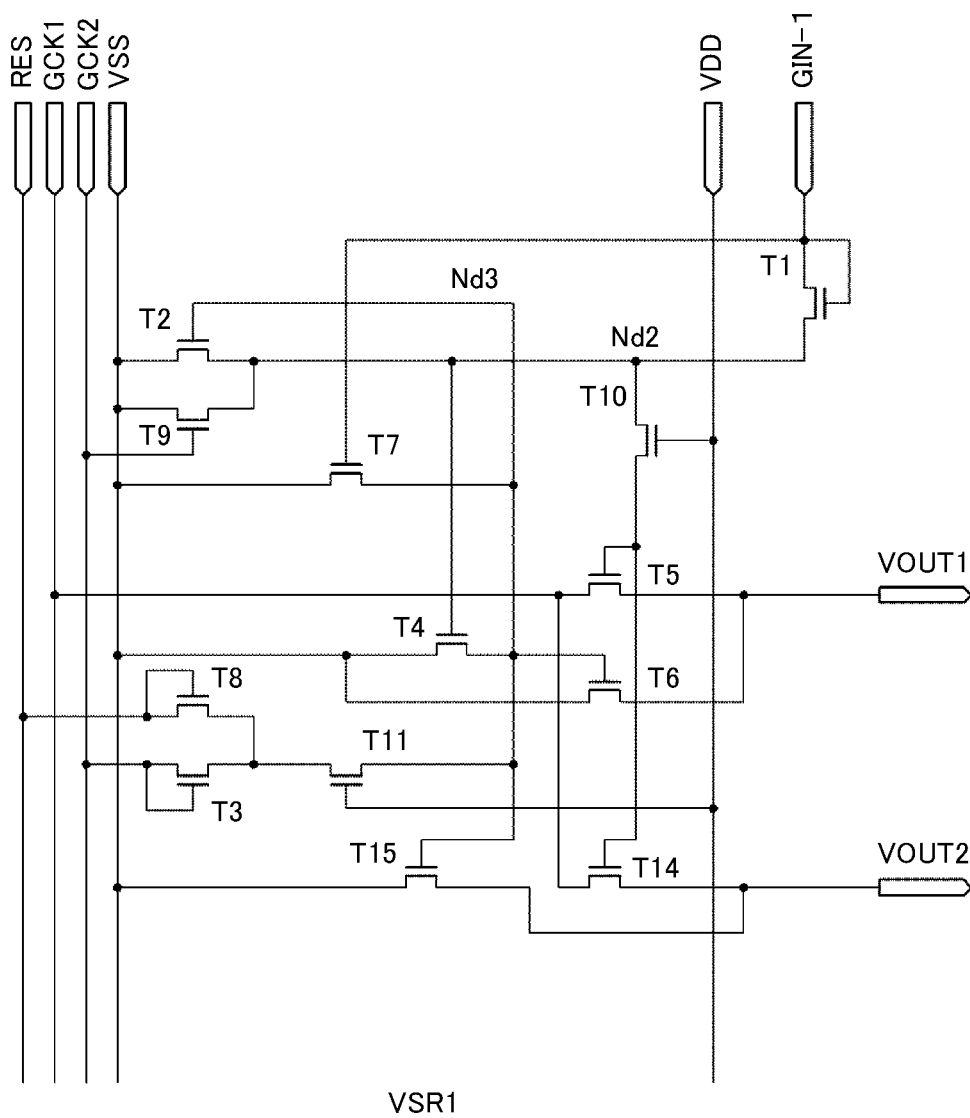 RES
GCK1
GCK2
VSS
VDD
GIN-1
T1
Nd3
T2
Nd2
T10
T9
T7
VOUT1
T5
T4
T6
T8
T11
T3
T15
T14
VOUT2
VSR1